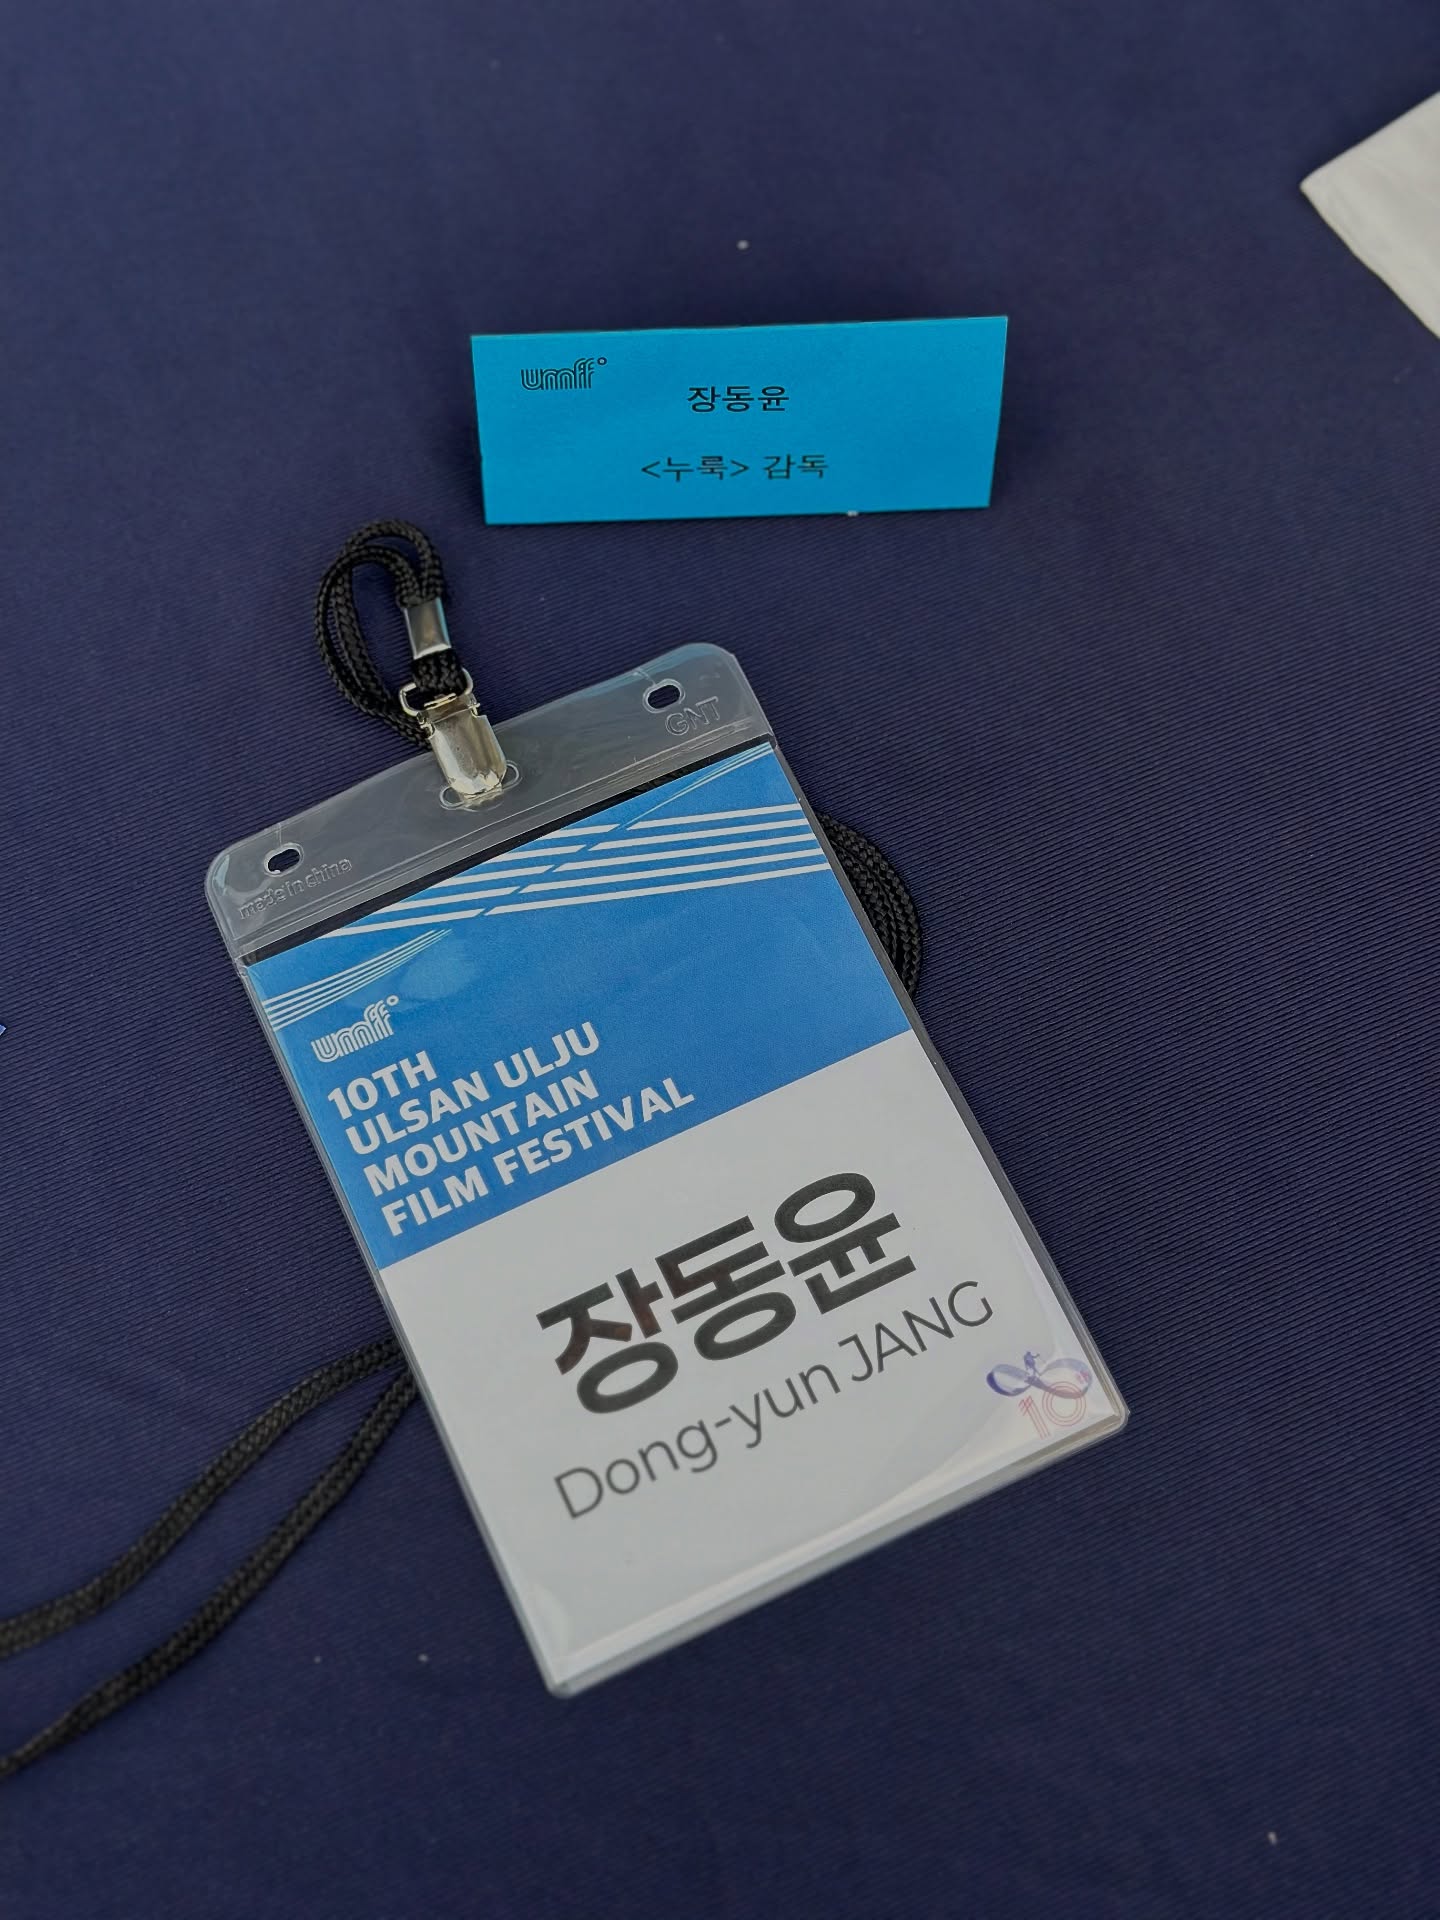 umff
장동윤
<누룩> 감독
GNT
made in china
umff
10TH
ULSAN ULJU
MOUNTAIN
FILM FESTIVAL
장동윤
Dong-yun JANG
10th